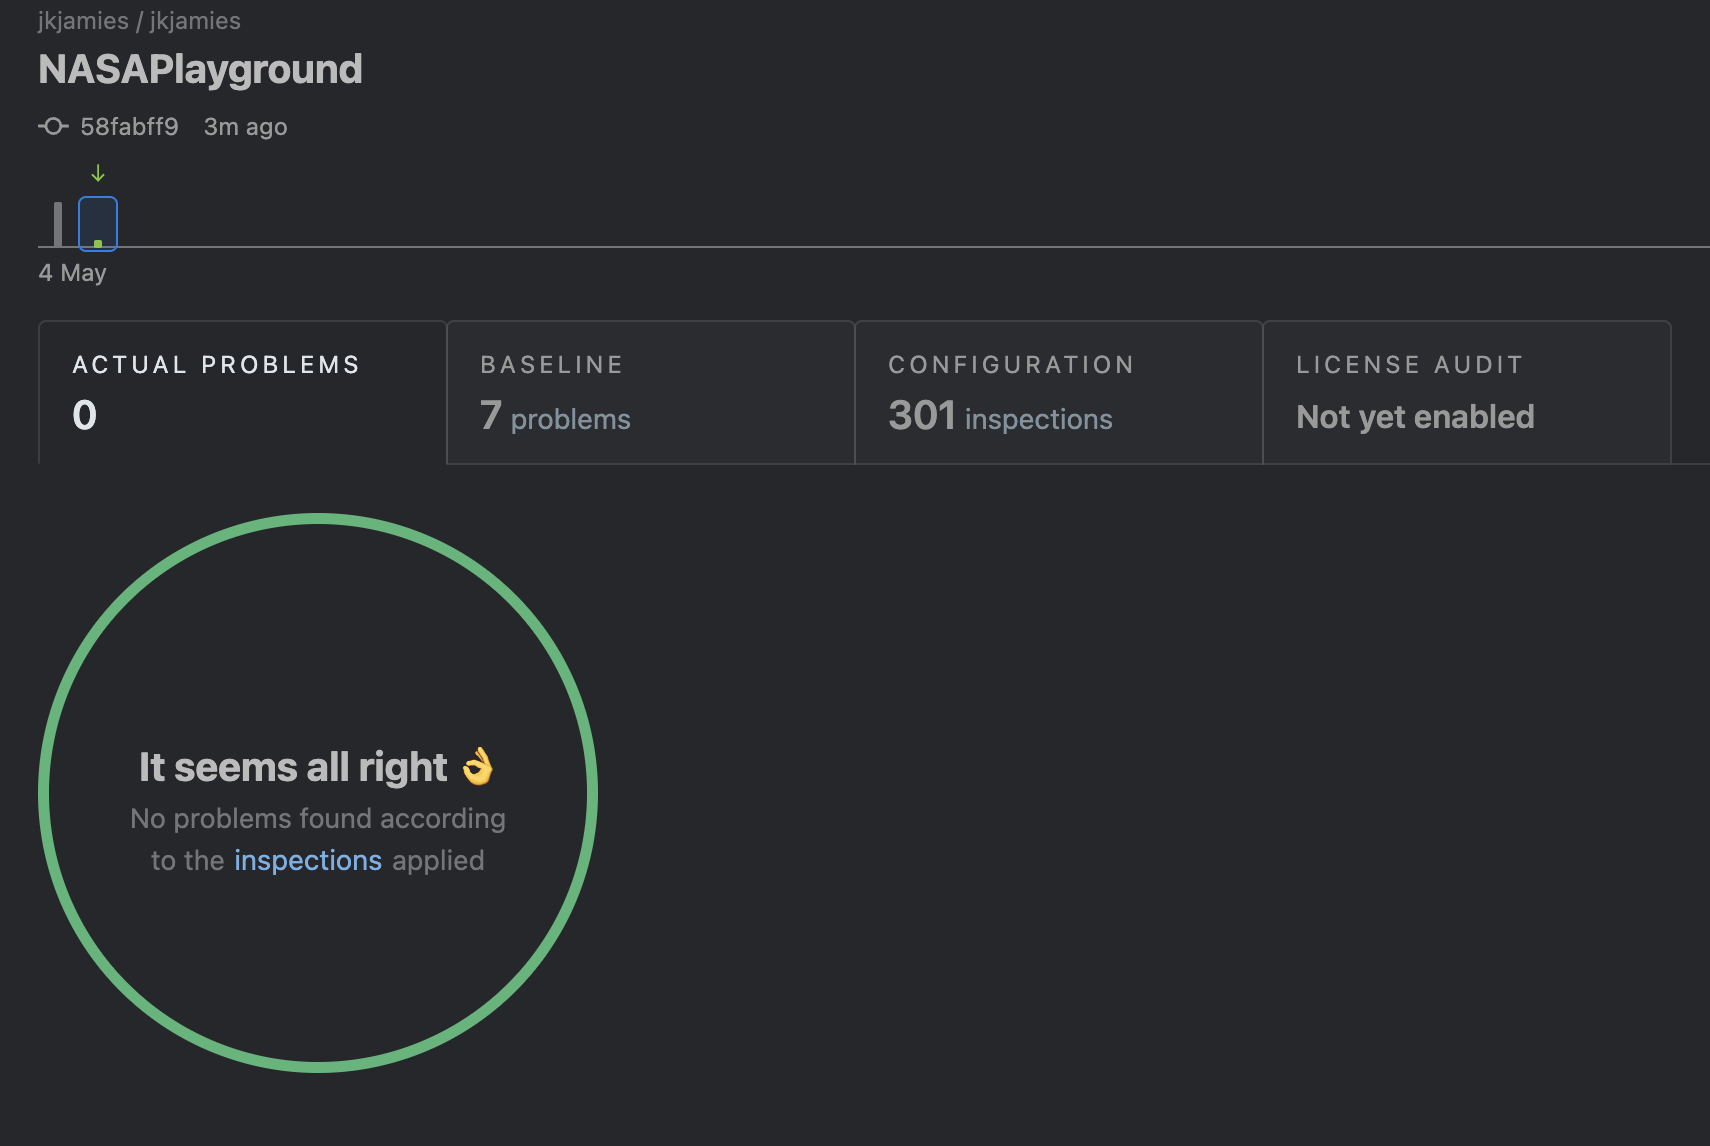 jkjamies / jkjamies
NASAPlayground
58fabff9 3m ago
4 May
ACTUAL PROBLEMS
0
BASELINE
7 problems
CONFIGURATION
301 inspections
LICENSE AUDIT
Not yet enabled
It seems all right 👌
No problems found according
to the inspections applied